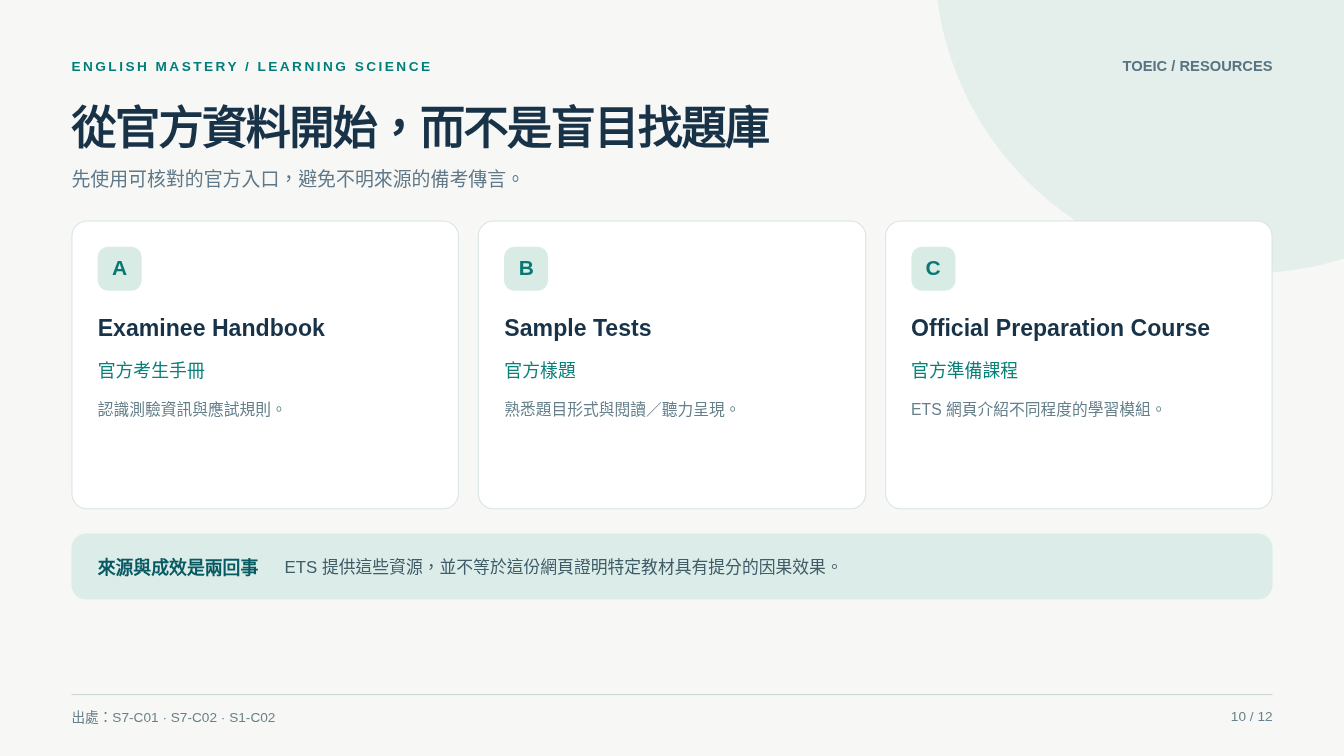 ENGLISH MASTERY / LEARNING SCIENCE
TOEIC / RESOURCES
從官方資料開始，而不是盲目找題庫
先使用可核對的官方入口，避免不明來源的備考傳言。
A
Examinee Handbook
官方考生手冊
認識測驗資訊與應試規則。
B
Sample Tests
官方樣題
熟悉題目形式與閱讀／聽力呈現。
C
Official Preparation Course
官方準備課程
ETS 網頁介紹不同程度的學習模組。
來源與成效是兩回事 ETS 提供這些資源，並不等於這份網頁證明特定教材具有提分的因果效果。
出處：S7-C01 · S7-C02 · S1-C02
10 / 12